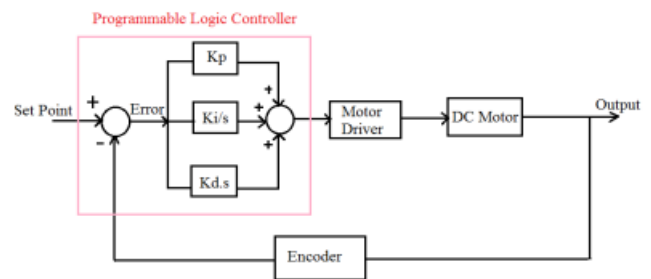 Programmable Logic Controller
Kp
+
Set Point
+
Error
Ki/s
+
+
Motor
Driver
DC Motor
Output
-
+
Kd.s
Encoder